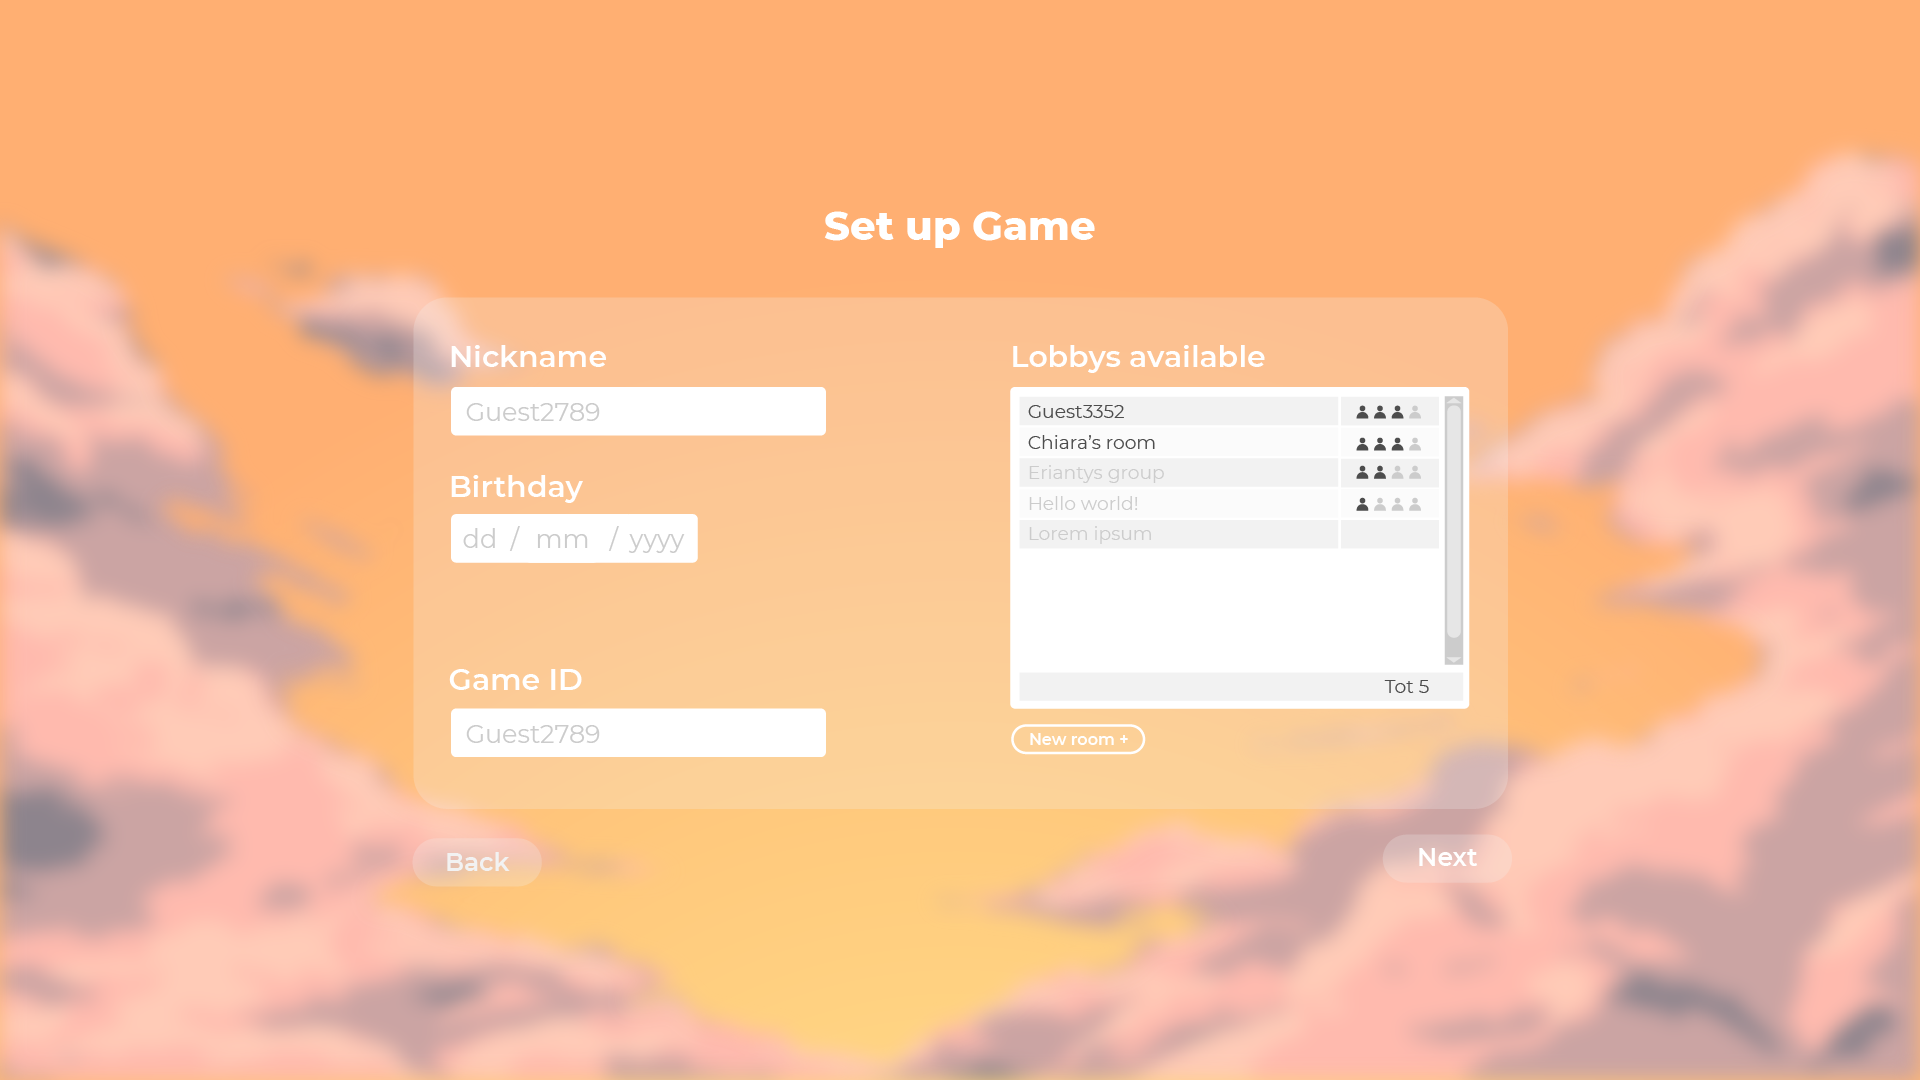 Set up Game
Nickname
Guest2789
Birthday
dd / mm / yyyy
Game ID
Guest2789
Lobbys available
Guest3352
Chiara’s room
Eriantys group
Hello world!
Lorem ipsum
Tot 5
New room +
Back
Next